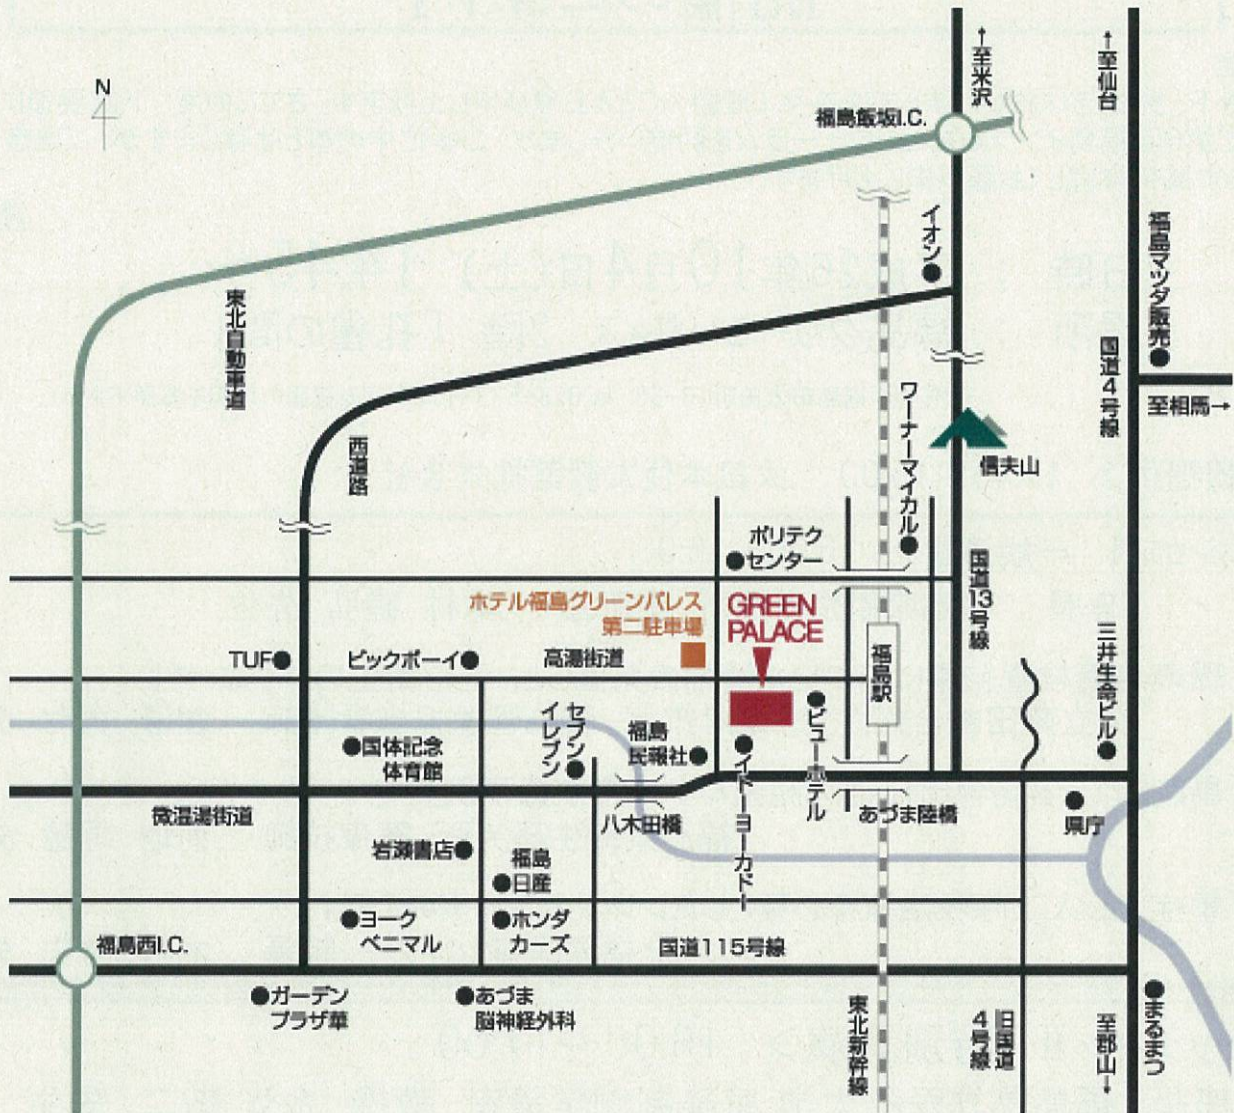 N
←至米沢
←至仙台
福島飯坂I.C.
イオン
福島マツダ販売
東北自動車道
国道4号線
至相馬→
ワーナーマイカル
西道路
信夫山
ポリテク
センター
国道13号線
ホテル福島グリーンパレス
第二駐車場
GREEN
PALACE
三井生命ビル
TUF
ビックボーイ
高湯街道
福島駅
セブン
イレブン
福島
民報社
ビューホテル
国体記念
体育館
イトーヨーカドー
微温湯街道
八木田橋
あづま陸橋
県庁
岩瀬書店
福島
日産
ヨーク
ベニマル
ホンダ
カーズ
国道115号線
福島西I.C.
ガーデン
プラザ華
あづま
脳神経外科
東北新幹線
旧国道
4号線
至郡山→
まるまつ